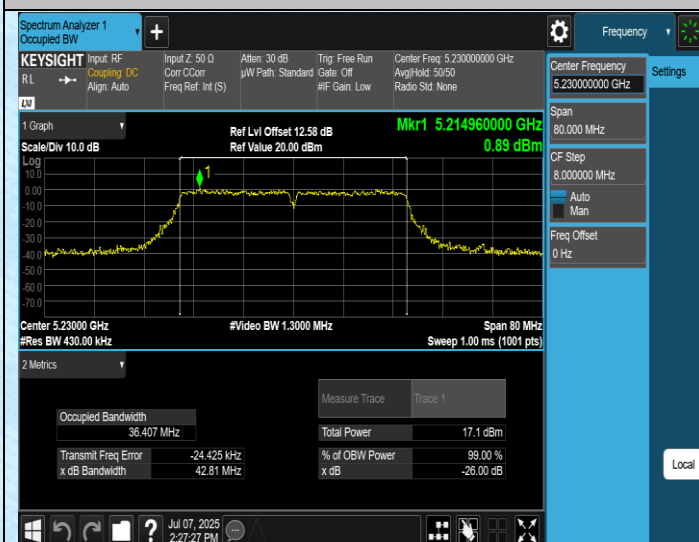 Spectrum Analyzer 1
Occupied BW
Frequency
KEYSIGHT
RL
LXI
Input: RF
Coupling: DC
Align: Auto
Input Z: 50 Ω
Corr CCorr
Freq Ref: Int (S)
Atten: 30 dB
µW Path: Standard
Trig: Free Run
Gate: Off
#IF Gain: Low
Center Freq: 5.230000000 GHz
Avg|Hold: 50/50
Radio Std: None
Center Frequency
5.230000000 GHz
Settings
Span
80.000 MHz
CF Step
8.000000 MHz
Auto
Man
Freq Offset
0 Hz
1 Graph
Scale/Div 10.0 dB
Ref Lvl Offset 12.58 dB
Ref Value 20.00 dBm
Mkr1 5.214960000 GHz
0.89 dBm
Log
10.0
0.00
-10.0
-20.0
-30.0
-40.0
-50.0
-60.0
-70.0
1
Center 5.23000 GHz
#Res BW 430.00 kHz
#Video BW 1.3000 MHz
Span 80 MHz
Sweep 1.00 ms (1001 pts)
2 Metrics
Measure Trace Trace 1
Occupied Bandwidth
36.407 MHz
Total Power 17.1 dBm
Transmit Freq Error -24.425 kHz
% of OBW Power 99.00 %
x dB Bandwidth 42.81 MHz
x dB -26.00 dB
Local
Jul 07, 2025
2:27:27 PM